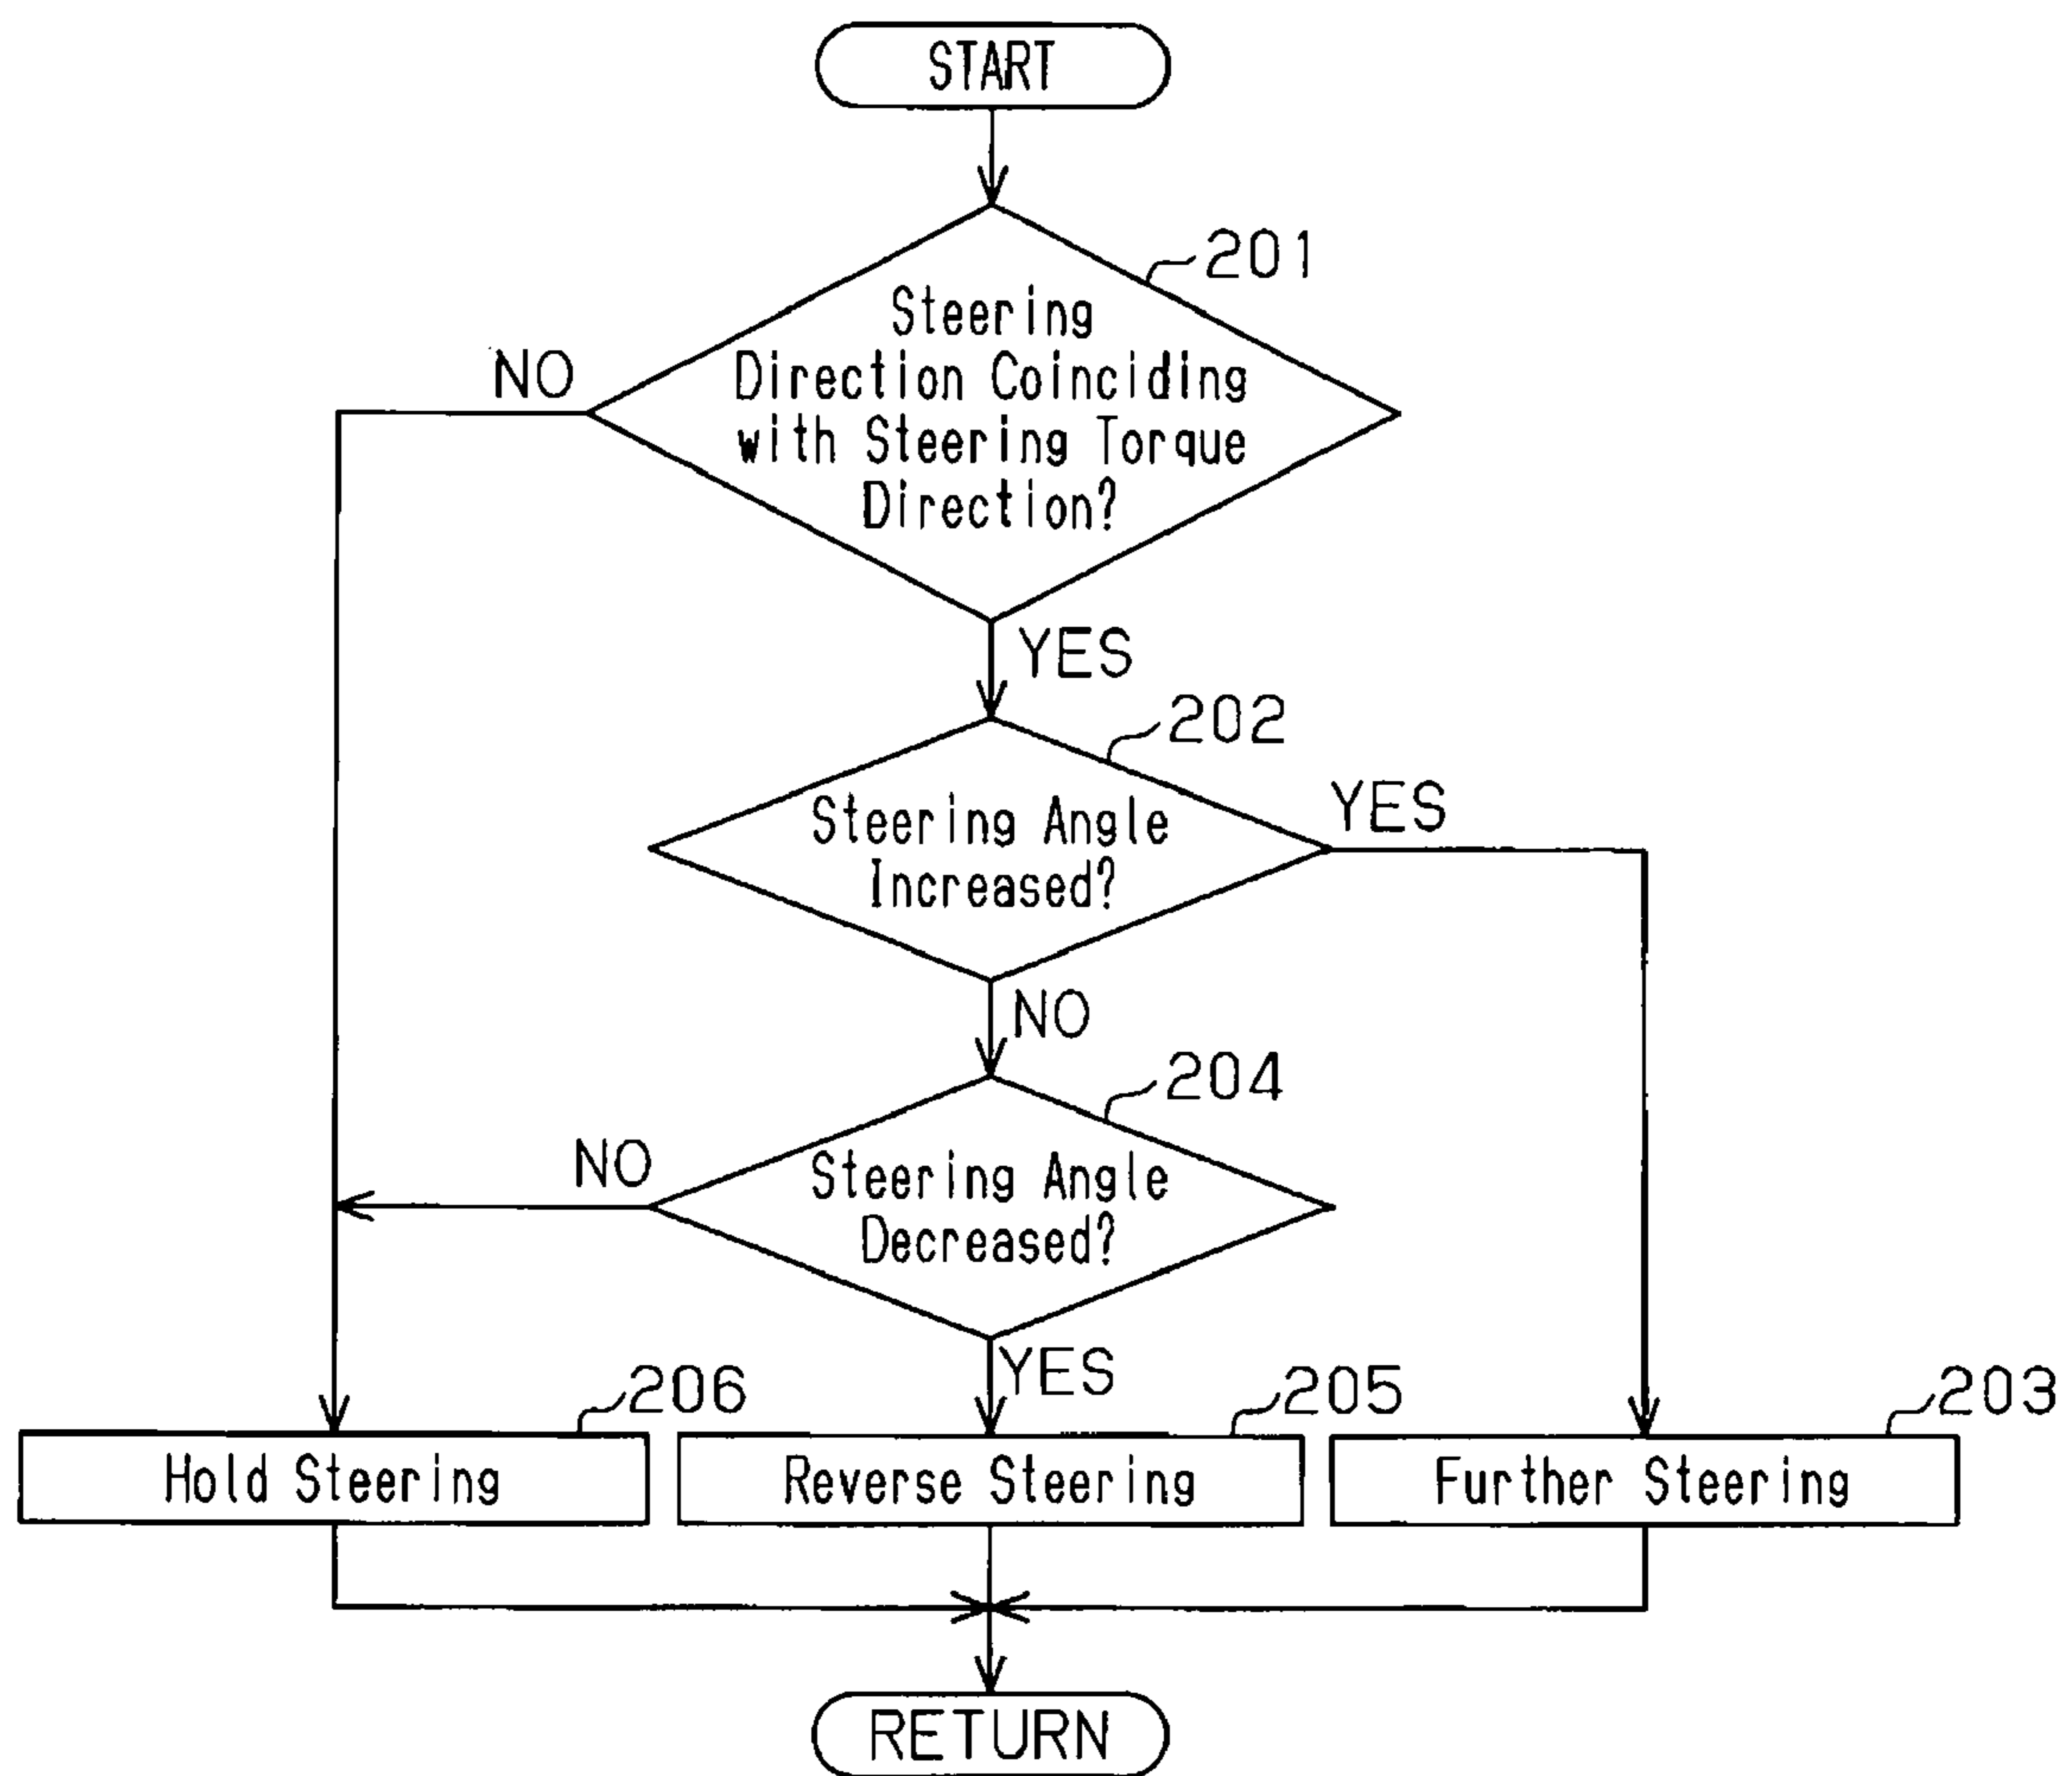 START
201
Steering
Direction Coinciding
with Steering Torque
Direction?
NO
YES
202
Steering Angle
Increased?
YES
NO
204
Steering Angle
Decreased?
NO
YES
206
Hold Steering
205
Reverse Steering
203
Further Steering
RETURN